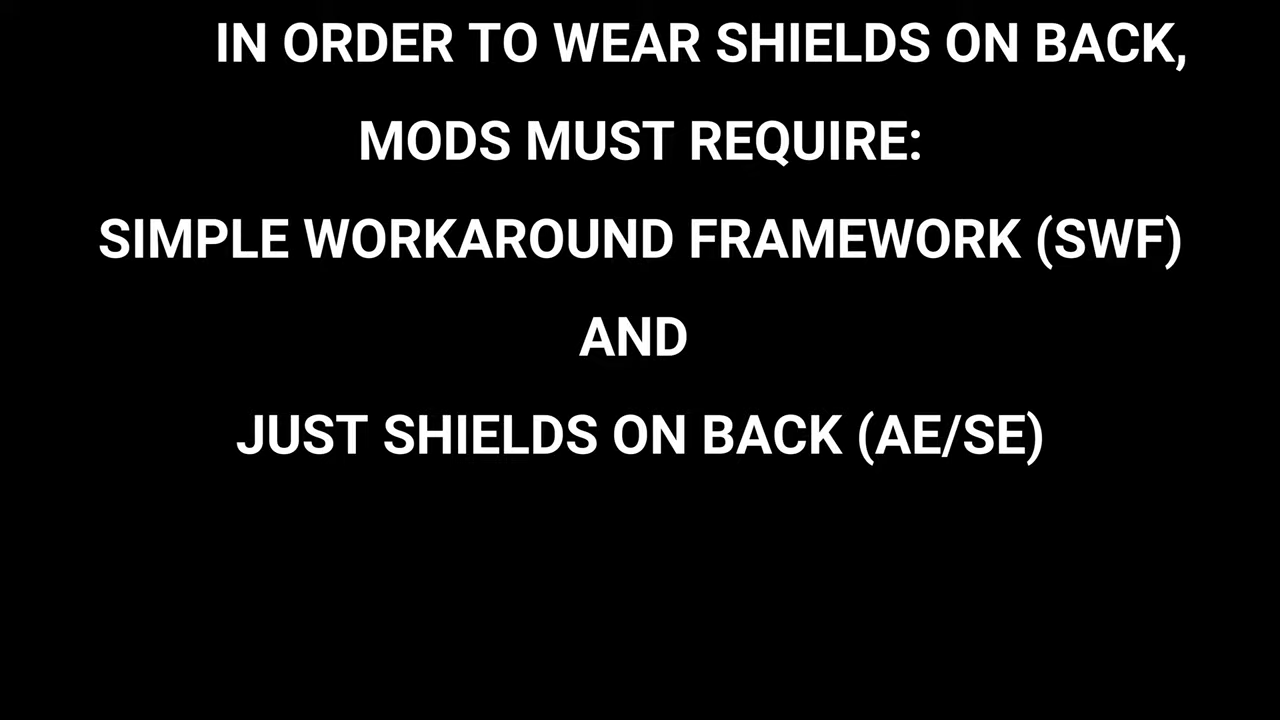 IN ORDER TO WEAR SHIELDS ON BACK,
MODS MUST REQUIRE:
SIMPLE WORKAROUND FRAMEWORK (SWF)
AND
JUST SHIELDS ON BACK (AE/SE)